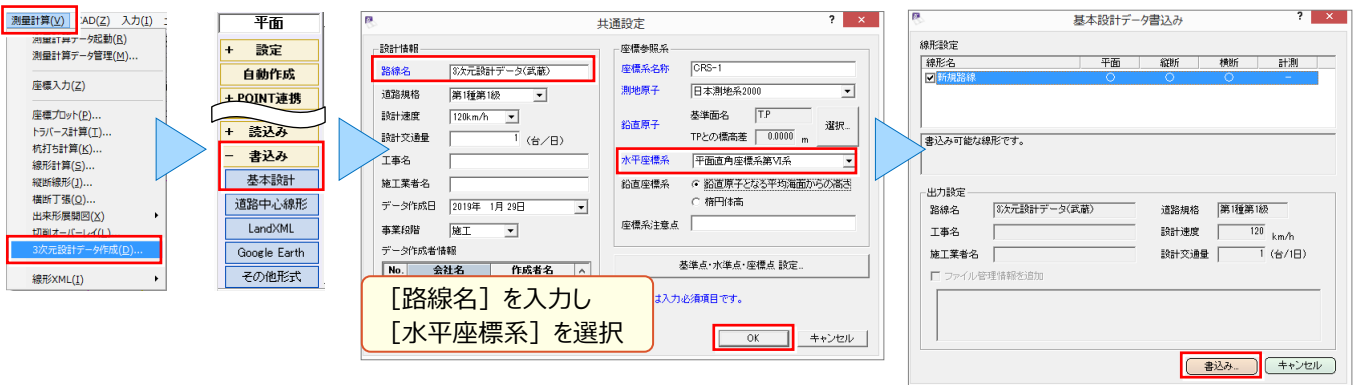 測量計算(V)
CAD(Z)
入力(I)
測量計算データ起動(R)
測量計算データ管理(M)...
座標入力(Z)
座標プロット(P)...
トラバース計算(T)...
杭打ち計算(K)...
線形計算(S)...
縦断線形(J)...
横断丁張(Q)...
出来形展開図(X)
切削オーバーレイ(L)
3次元設計データ作成(D)...
線形XML(I)
平面
+ 設定
自動作成
+ POINT連携
+ 読込み
− 書込み
基本設計
道路中心線形
LandXML
Google Earth
その他形式
共通設定
? ×
設計情報
路線名 3次元設計データ(武蔵)
道路規格 第1種第1級
設計速度 120km/h
設計交通量 1 (台/日)
工事名
施工業者名
データ作成日 2019年 1月 29日
事業段階 施工
データ作成者情報
No. 会社名 作成者名
座標参照系
座標系名称 CRS-1
測地原子 日本測地系2000
鉛直原子 基準面名 T.P 選択...
TPとの標高差 0.0000 m
水平座標系 平面直角座標系第Ⅵ系
鉛直座標系 鉛直原子となる平均海面からの高さ
楕円体高
座標系注意点
基準点・水準点・座標点 設定...
は入力必須項目です。
OK キャンセル
[路線名]を入力し
[水平座標系]を選択
基本設計データ書込み
? ×
線形設定
線形名 平面 縦断 横断 計測
新規路線 ○ ○ ○ −
書込み可能な線形です。
出力設定
路線名 3次元設計データ(武蔵) 道路規格 第1種第1級
工事名 設計速度 120 km/h
施工業者名 設計交通量 1 (台/1日)
ファイル管理情報を追加
書込み... キャンセル